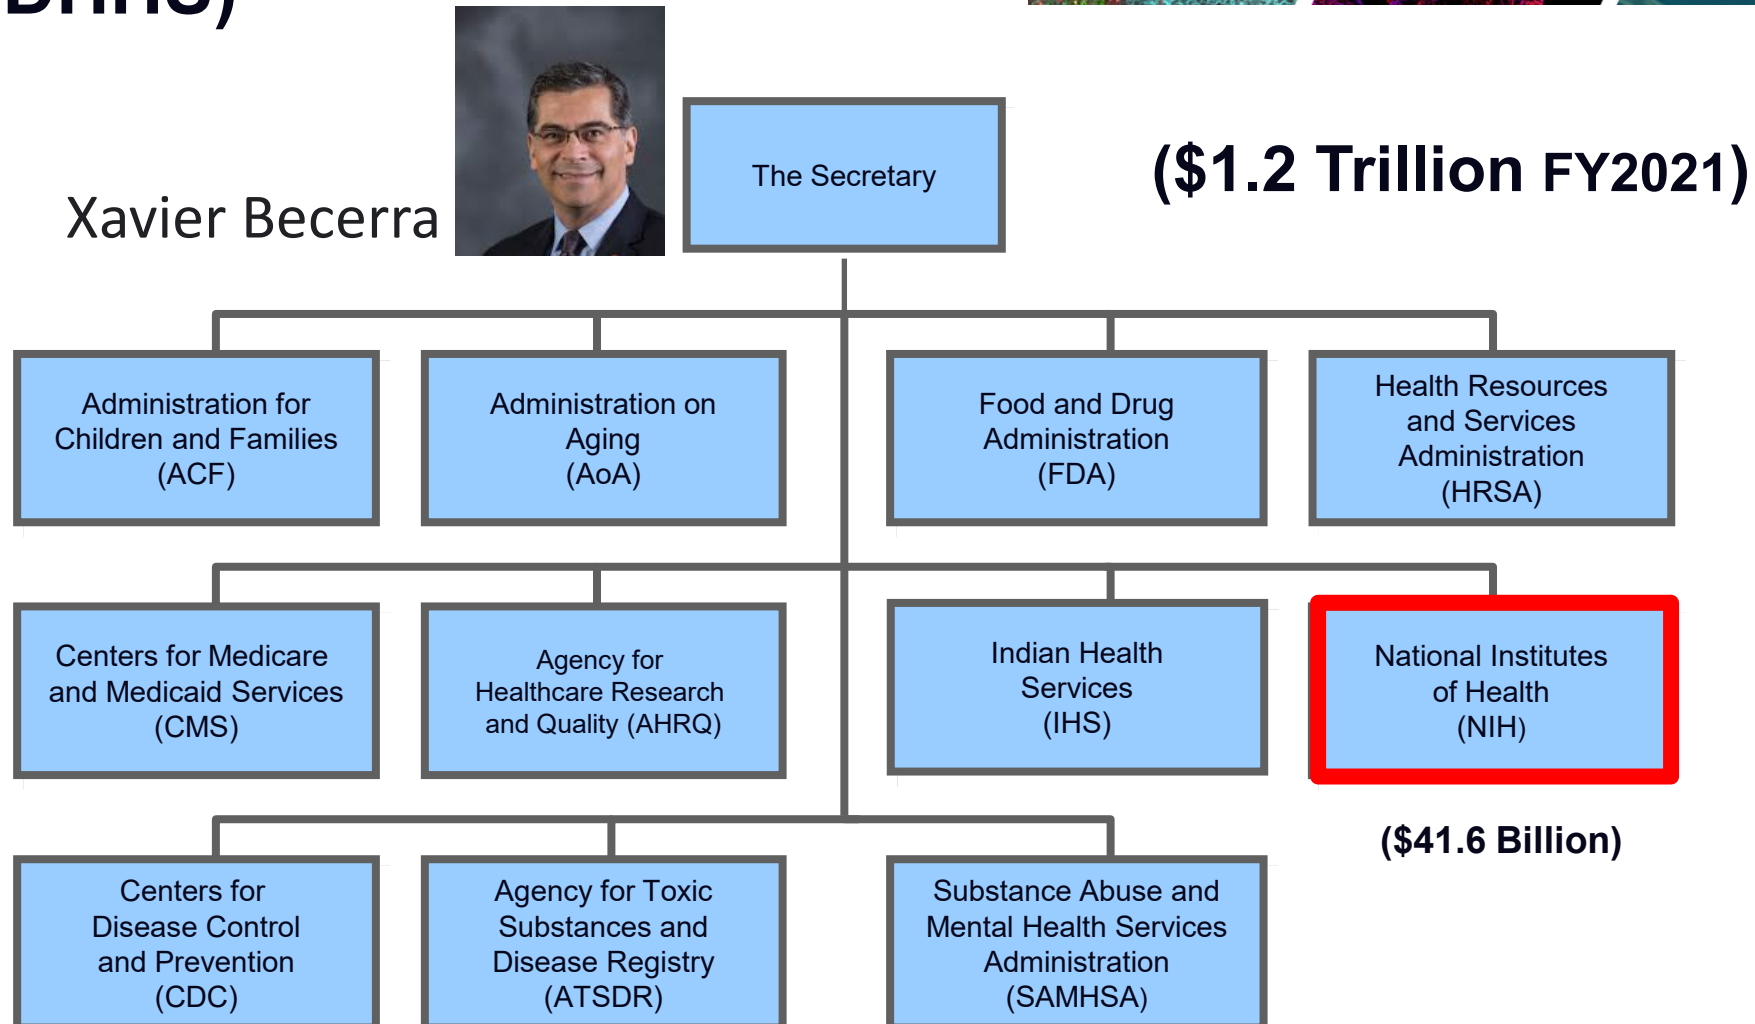 DHHS)
Xavier Becerra
The Secretary
($1.2 Trillion FY2021)
Administration for
Children and Families
(ACF)
Administration on
Aging
(AoA)
Food and Drug
Administration
(FDA)
Health Resources
and Services
Administration
(HRSA)
Centers for Medicare
and Medicaid Services
(CMS)
Agency for
Healthcare Research
and Quality (AHRQ)
Indian Health
Services
(IHS)
National Institutes
of Health
(NIH)
($41.6 Billion)
Centers for
Disease Control
and Prevention
(CDC)
Agency for Toxic
Substances and
Disease Registry
(ATSDR)
Substance Abuse and
Mental Health Services
Administration
(SAMHSA)